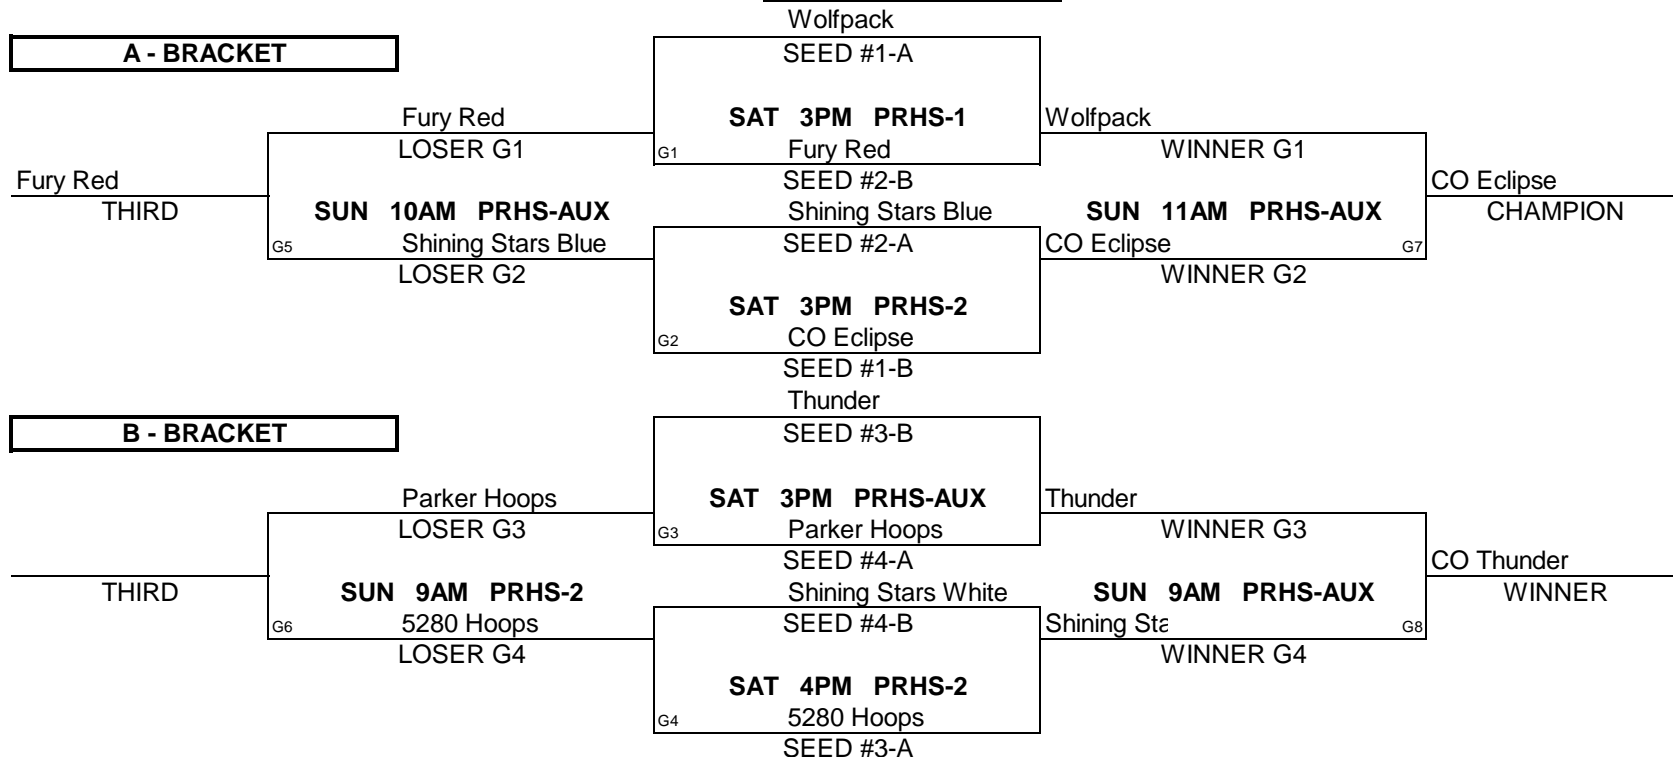 Wolfpack
A - BRACKET
SEED #1-A
Fury Red
SAT 3PM PRHS-1
Wolfpack
LOSER G1
G1
Fury Red
WINNER G1
Fury Red
SEED #2-B
CO Eclipse
THIRD
SUN 10AM PRHS-AUX
Shining Stars Blue
SUN 11AM PRHS-AUX
CHAMPION
G5
Shining Stars Blue
SEED #2-A
CO Eclipse
G7
LOSER G2
WINNER G2
SAT 3PM PRHS-2
G2
CO Eclipse
SEED #1-B
Thunder
B - BRACKET
SEED #3-B
Parker Hoops
SAT 3PM PRHS-AUX
Thunder
LOSER G3
G3
Parker Hoops
WINNER G3
SEED #4-A
CO Thunder
THIRD
SUN 9AM PRHS-2
Shining Stars White
SUN 9AM PRHS-AUX
WINNER
G6
5280 Hoops
SEED #4-B
Shining Sta
G8
LOSER G4
WINNER G4
SAT 4PM PRHS-2
G4
5280 Hoops
SEED #3-A